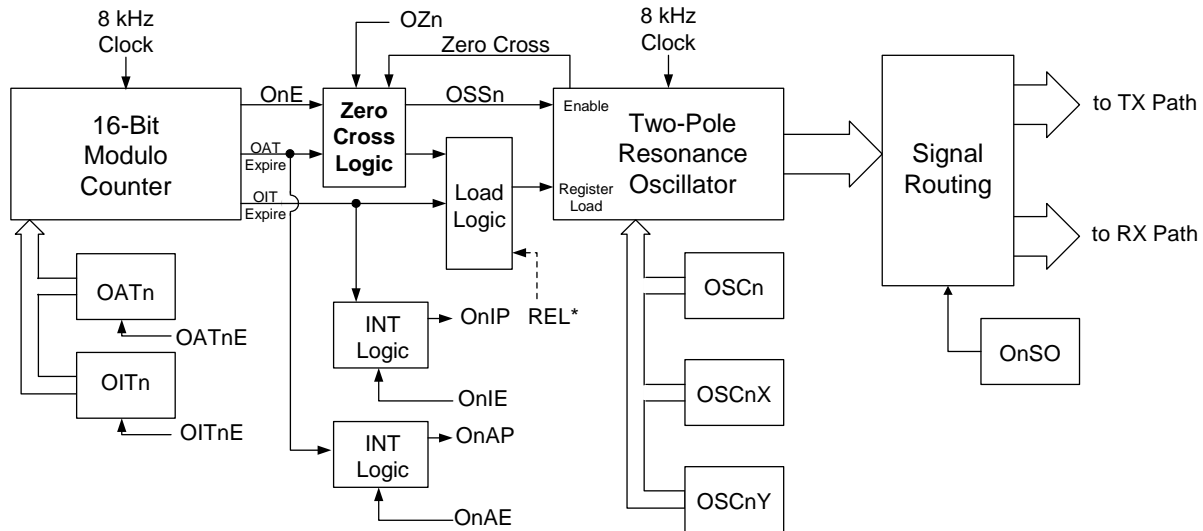 8 kHz
Clock
OZn
8 kHz
Clock
Zero Cross
16-Bit
Modulo
Counter
OnE
OAT
Expire
OIT
Expire
Zero
Cross
Logic
OSSn
Load
Logic
Enable
Register
Load
Two-Pole
Resonance
Oscillator
Signal
Routing
to TX Path
to RX Path
OATn
OATnE
OITn
OITnE
INT
Logic
OnIP
OnIE
REL*
INT
Logic
OnAP
OnAE
OSCn
OSCnX
OSCnY
OnSO